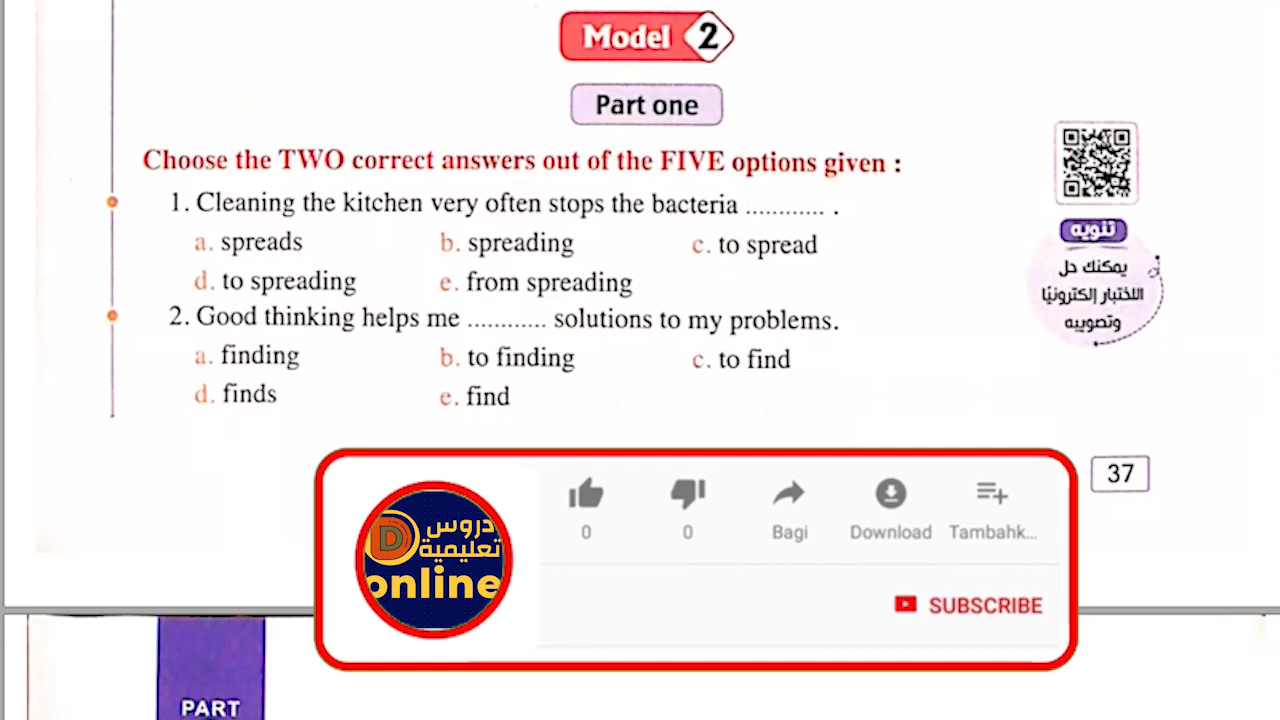 Model 2
Part one
Choose the TWO correct answers out of the FIVE options given :
1. Cleaning the kitchen very often stops the bacteria ............ .
a. spreads b. spreading c. to spread
d. to spreading e. from spreading
2. Good thinking helps me ............ solutions to my problems.
a. finding b. to finding c. to find
d. finds e. find
تنويه
يمكنك حل
الاختبار إلكترونيًا
وتصويبه
37
دروس
تعليمية
online
0 0 Bagi Download Tambahk...
SUBSCRIBE
PART